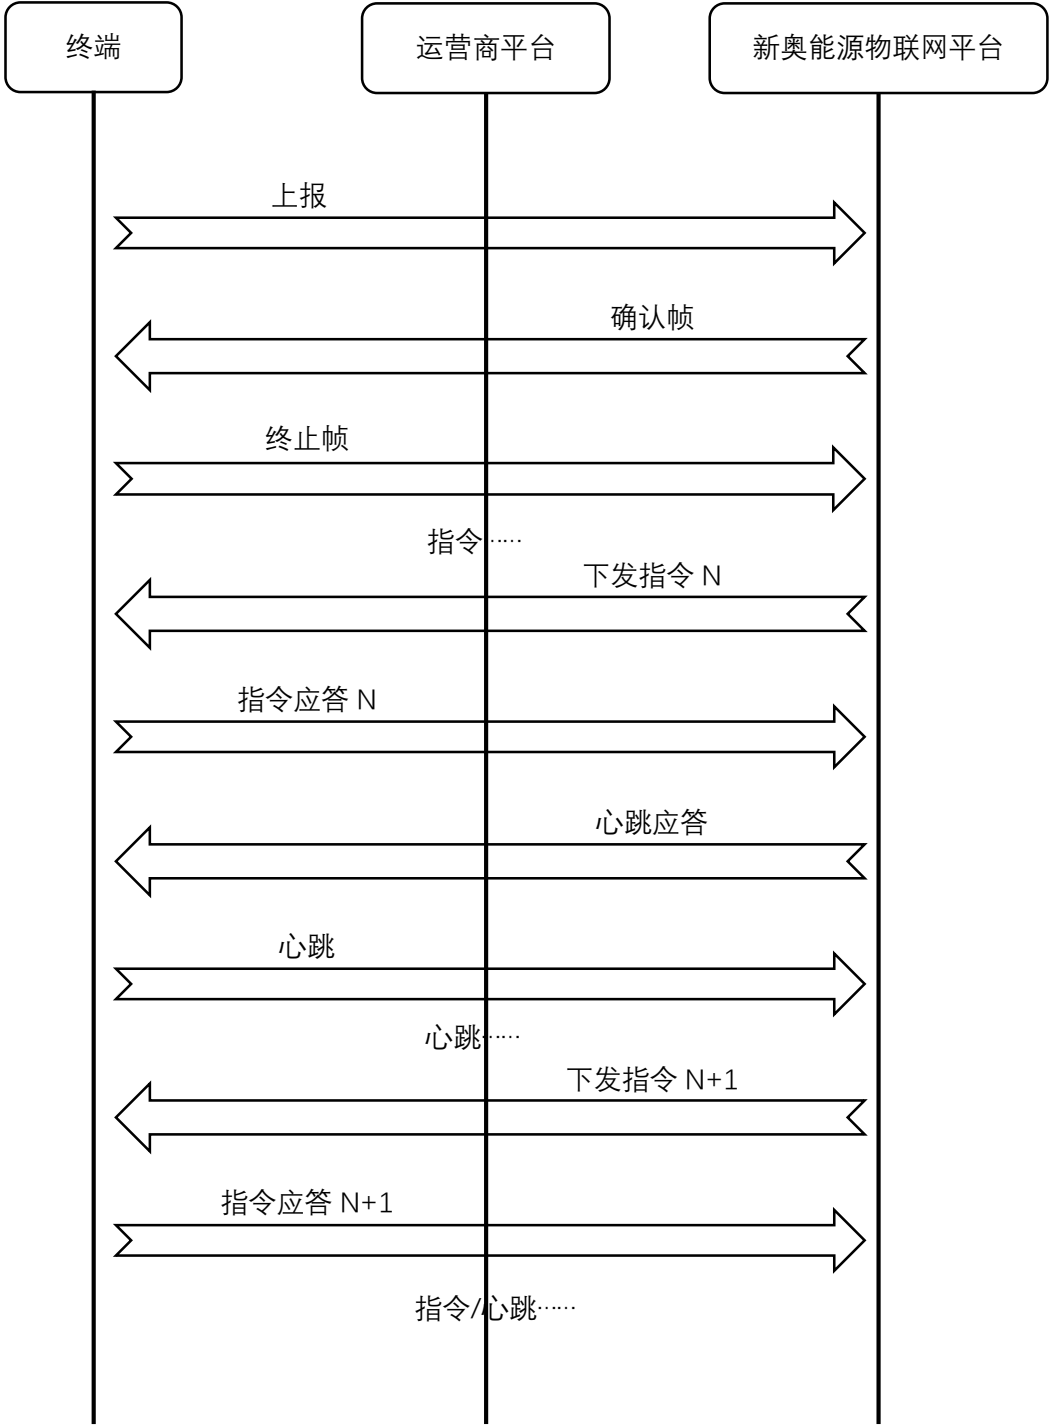 终端
运营商平台
新奥能源物联网平台
上报
确认帧
终止帧
指令……
下发指令 N
指令应答 N
心跳应答
心跳
心跳……
下发指令 N+1
指令应答 N+1
指令/心跳……